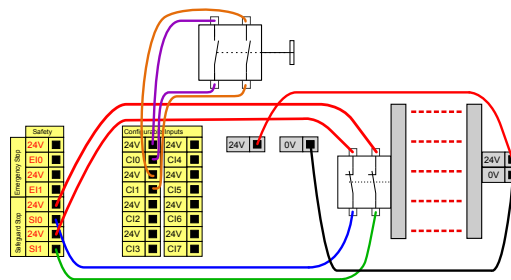 Safety
Emergency Stop
24V
EI0
24V
EI1
Safeguard Stop
24V
SI0
24V
SI1
Configurable Inputs
24V 24V
CI0 CI4
24V 24V
CI1 CI5
24V 24V
CI2 CI6
24V 24V
CI3 CI7
24V
0V
24V
0V